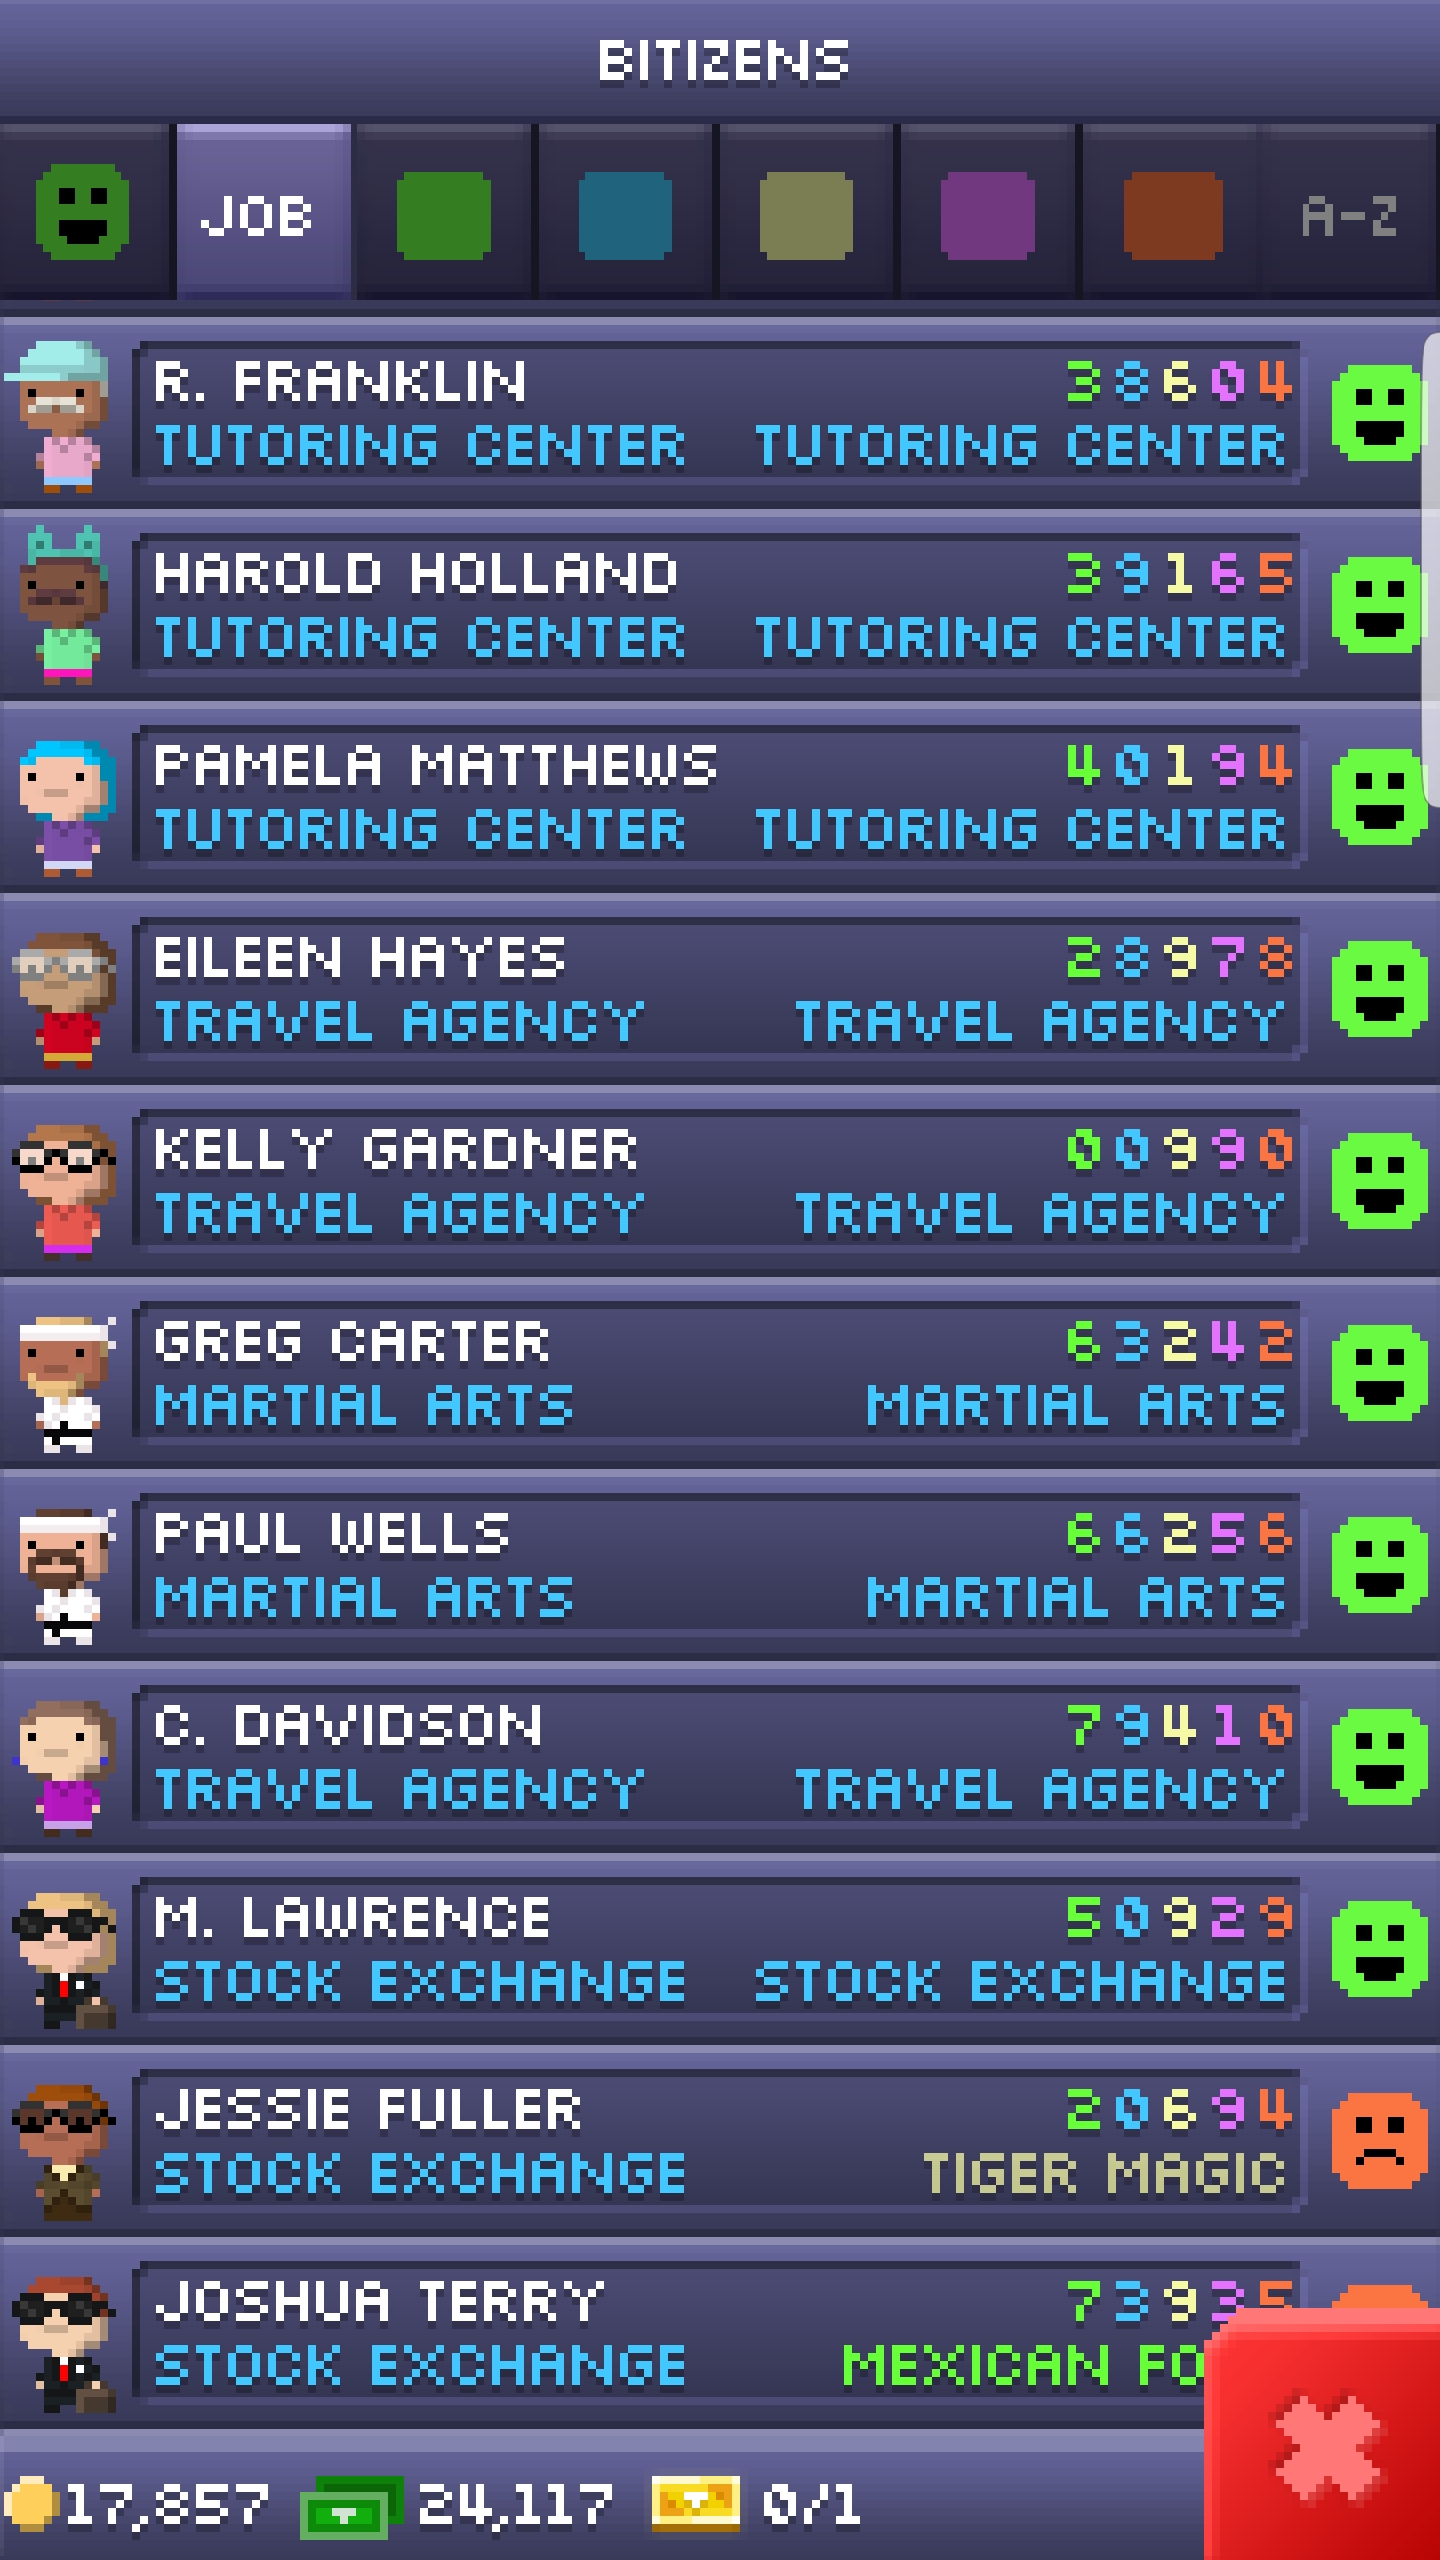 BITIZENS
JOB A-Z
R. FRANKLIN 38604
TUTORING CENTER TUTORING CENTER
HAROLD HOLLAND 39165
TUTORING CENTER TUTORING CENTER
PAMELA MATTHEWS 40194
TUTORING CENTER TUTORING CENTER
EILEEN HAYES 28978
TRAVEL AGENCY TRAVEL AGENCY
KELLY GARDNER 00990
TRAVEL AGENCY TRAVEL AGENCY
GREG CARTER 63242
MARTIAL ARTS MARTIAL ARTS
PAUL WELLS 66256
MARTIAL ARTS MARTIAL ARTS
C. DAVIDSON 79410
TRAVEL AGENCY TRAVEL AGENCY
M. LAWRENCE 50929
STOCK EXCHANGE STOCK EXCHANGE
JESSIE FULLER 20694
STOCK EXCHANGE TIGER MAGIC
JOSHUA TERRY 73935
STOCK EXCHANGE MEXICAN FO
17,857 24,117 0/1